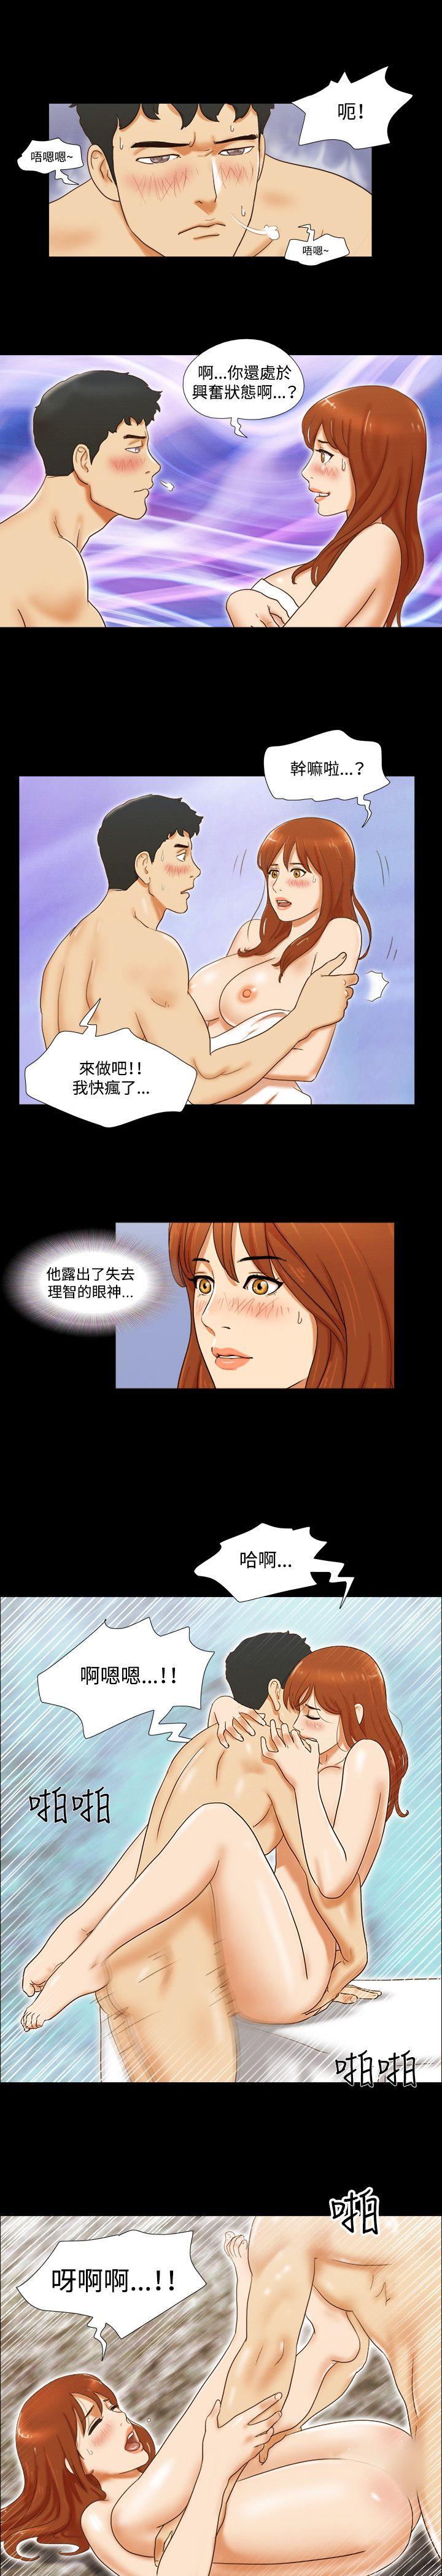 呃!
唔嗯嗯~
唔嗯~
啊...你還處於
興奮狀態啊...?
幹嘛啦...?
來做吧!!
我快瘋了...
他露出了失去
理智的眼神...
哈啊...
啊嗯嗯...!!
啪啪
啪啪
啪
呀啊啊...!!